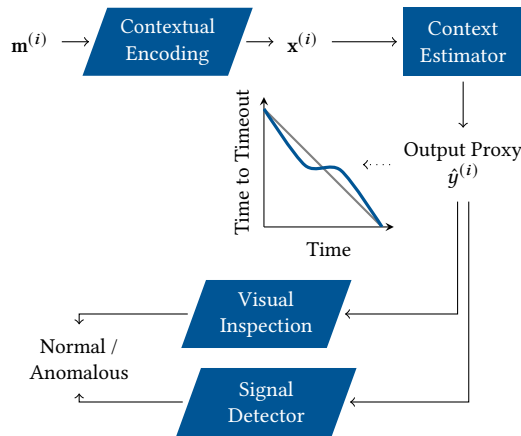 𝐦⁽ⁱ⁾
Contextual
Encoding
𝐱⁽ⁱ⁾
Context
Estimator
Time to Timeout
Time
Output Proxy
ŷ⁽ⁱ⁾
Visual
Inspection
Normal /
Anomalous
Signal
Detector